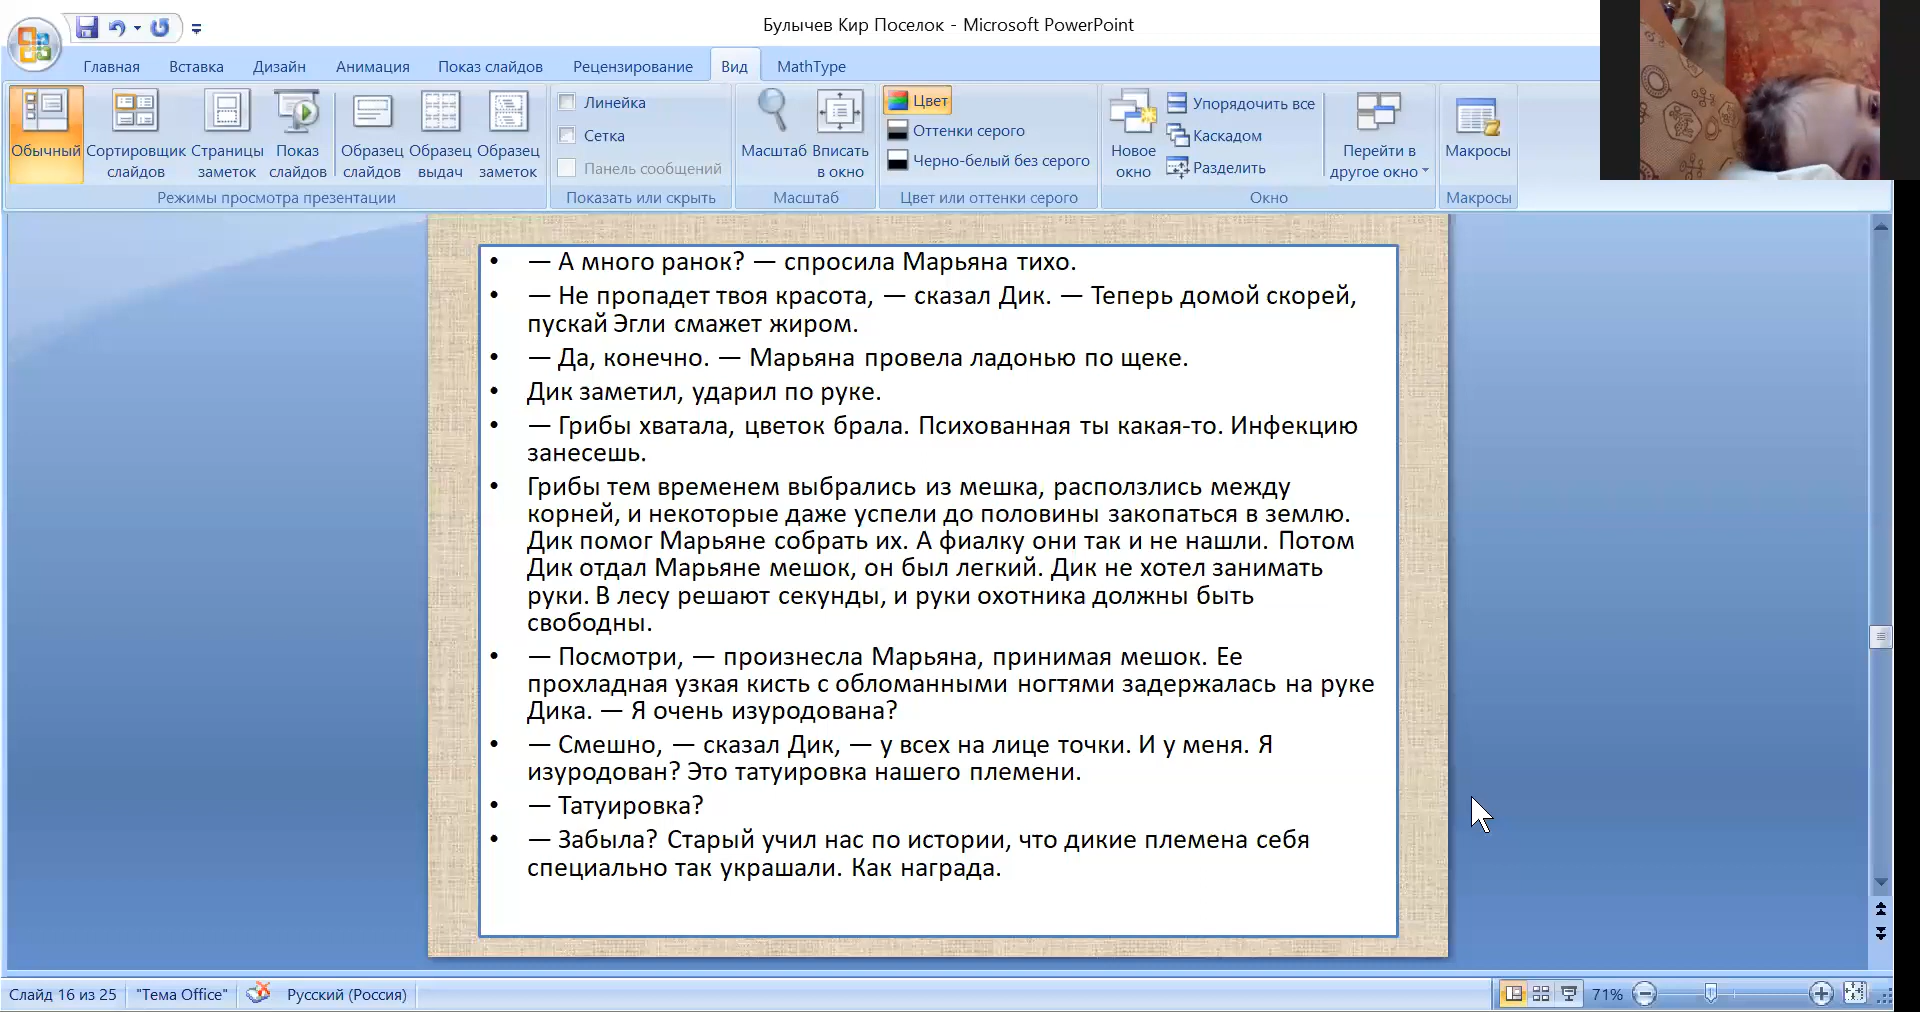 Булычев Кир Поселок - Microsoft PowerPoint
Главная Вставка Дизайн Анимация Показ слайдов Рецензирование Вид MathType
Обычный
Сортировщик слайдов
Страницы заметок
Показ слайдов
Образец слайдов
Образец выдач
Образец заметок
Режимы просмотра презентации
Линейка
Сетка
Панель сообщений
Показать или скрыть
Масштаб
Вписать в окно
Масштаб
Цвет
Оттенки серого
Черно-белый без серого
Цвет или оттенки серого
Новое окно
Упорядочить все
Каскадом
Разделить
Перейти в другое окно
Окно
Макросы
Макросы
• — А много ранок? — спросила Марьяна тихо.
• — Не пропадет твоя красота, — сказал Дик. — Теперь домой скорей,
пускай Эгли смажет жиром.
• — Да, конечно. — Марьяна провела ладонью по щеке.
• Дик заметил, ударил по руке.
• — Грибы хватала, цветок брала. Психованная ты какая-то. Инфекцию
занесешь.
• Грибы тем временем выбрались из мешка, расползлись между
корней, и некоторые даже успели до половины закопаться в землю.
Дик помог Марьяне собрать их. А фиалку они так и не нашли. Потом
Дик отдал Марьяне мешок, он был легкий. Дик не хотел занимать
руки. В лесу решают секунды, и руки охотника должны быть
свободны.
• — Посмотри, — произнесла Марьяна, принимая мешок. Ее
прохладная узкая кисть с обломанными ногтями задержалась на руке
Дика. — Я очень изуродована?
• — Смешно, — сказал Дик, — у всех на лице точки. И у меня. Я
изуродован? Это татуировка нашего племени.
• — Татуировка?
• — Забыла? Старый учил нас по истории, что дикие племена себя
специально так украшали. Как награда.
Слайд 16 из 25 "Тема Office" Русский (Россия) 71%